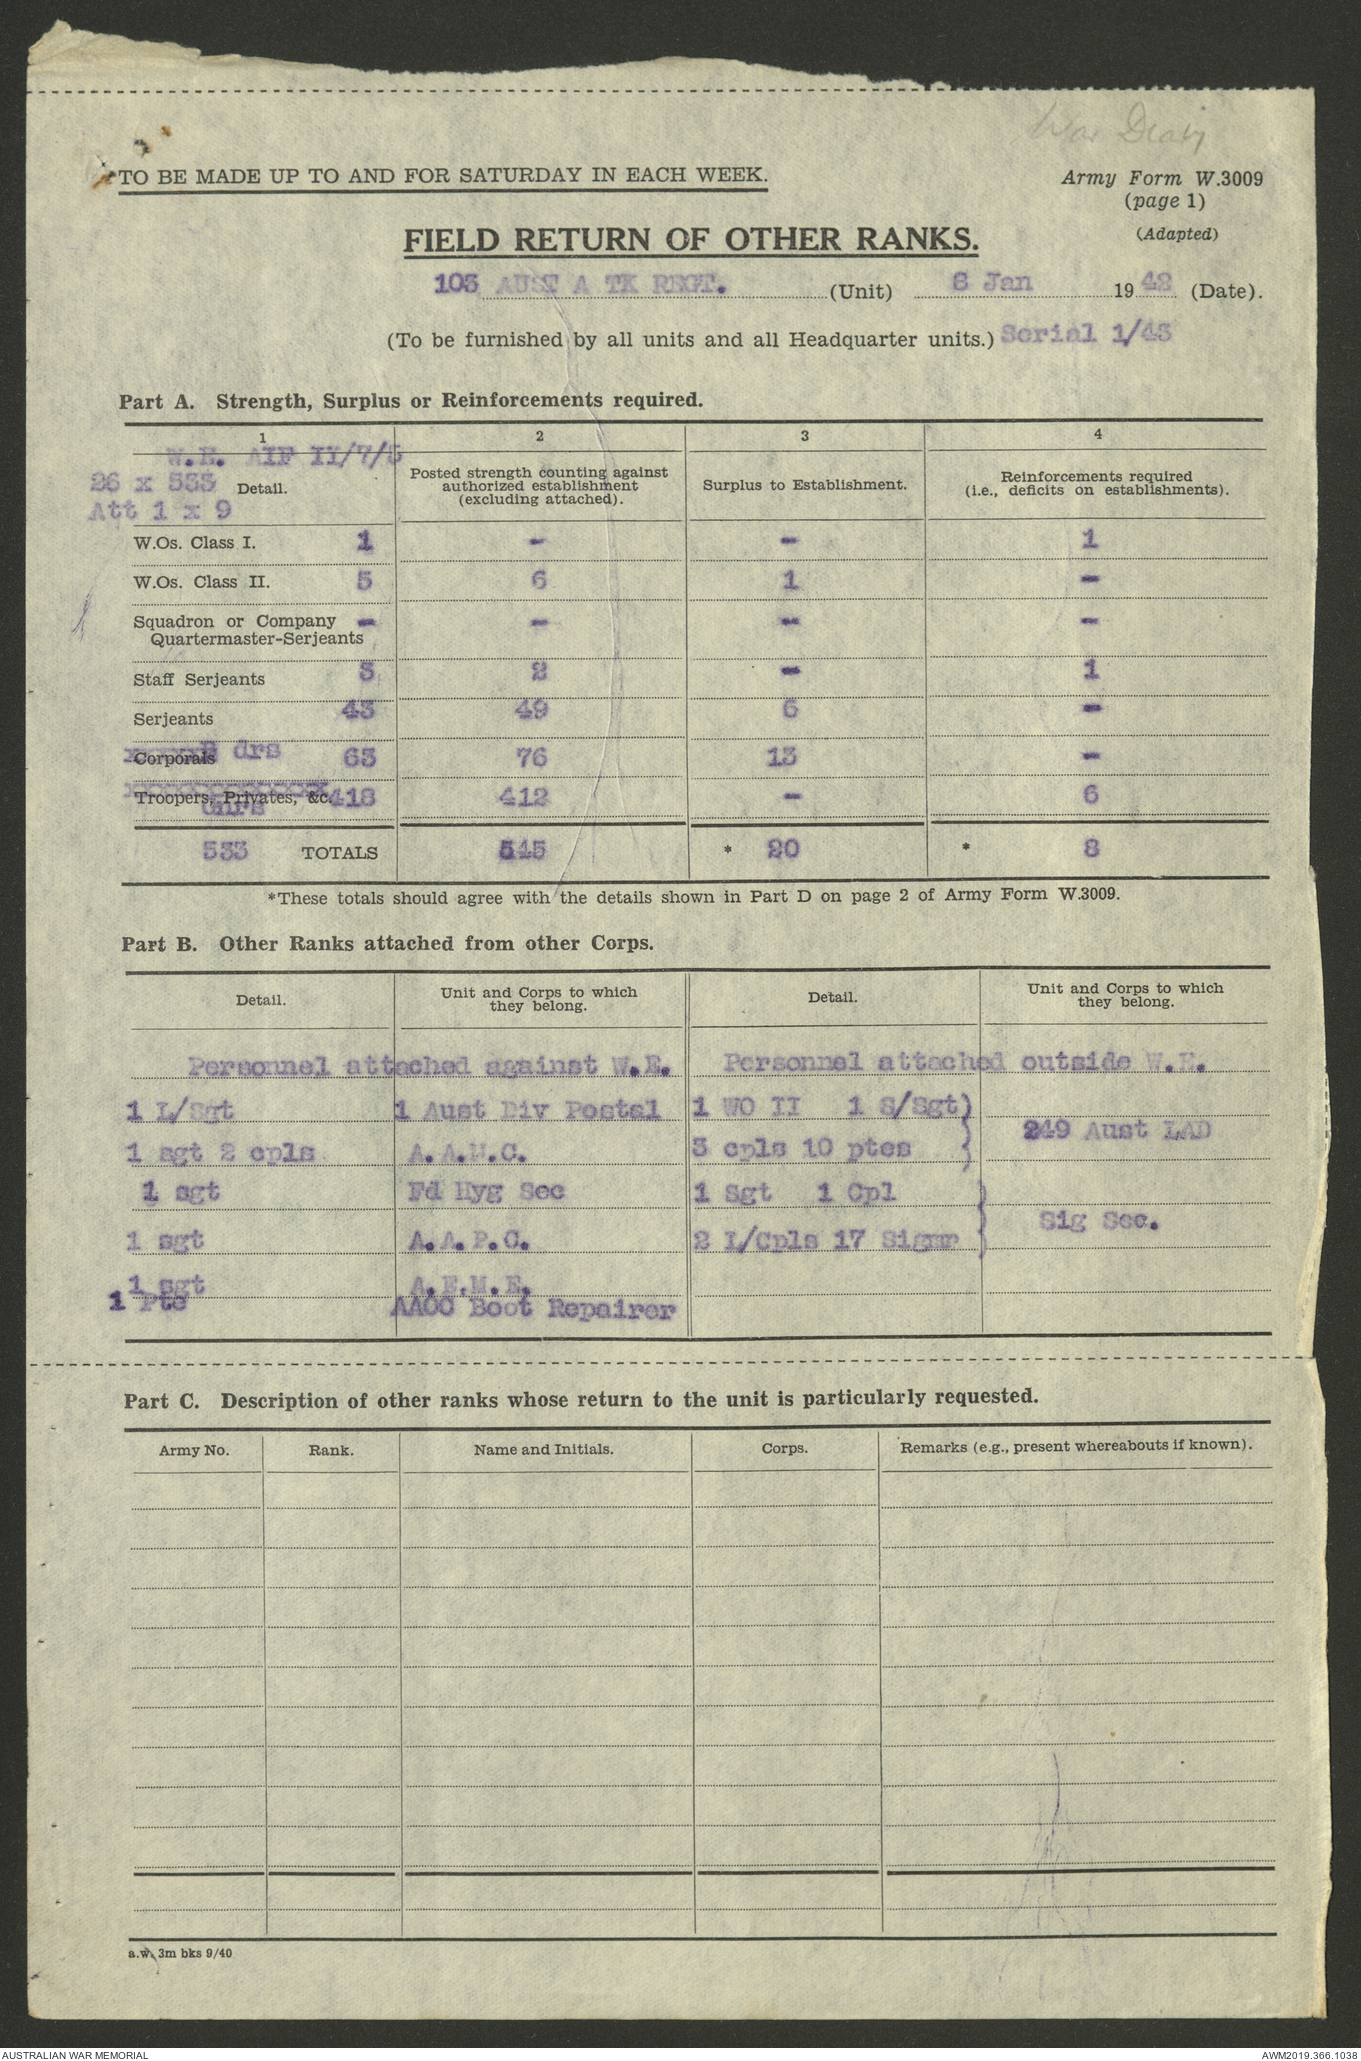 War Diary
TO BE MADE UP TO AND FOR SATURDAY IN EACH WEEK.
Army Form W.3009
(page 1)
(Adapted)
FIELD RETURN OF OTHER RANKS.
103 AUST A TK REGT. (Unit) 8 Jan 1942 (Date).
(To be furnished by all units and all Headquarter units.) Serial 1/43
Part A. Strength, Surplus or Reinforcements required.
1 2 3 4
W.E. AIF II/7/5
26 x 533
Att 1 x 9
Detail.
Posted strength counting against
authorized establishment
(excluding attached).
Surplus to Establishment.
Reinforcements required
(i.e., deficits on establishments).
W.Os. Class I. 1 - - 1
W.Os. Class II. 5 6 1 -
Squadron or Company - - - -
Quartermaster-Serjeants
Staff Serjeants 3 2 - 1
Serjeants 43 49 6 -
Corporals B drs 63 76 13 -
Troopers, Privates, &c. 418 412 - 6
Gnrs
533 TOTALS 545 * 20 * 8
*These totals should agree with the details shown in Part D on page 2 of Army Form W.3009.
Part B. Other Ranks attached from other Corps.
Detail.
Unit and Corps to which
they belong.
Detail.
Unit and Corps to which
they belong.
Personnel attached against W.E. Personnel attached outside W.E.
1 L/Sgt 1 Aust Div Postal 1 WO II 1 S/Sgt)
249 Aust LAD
1 sgt 2 cpls A.A.M.C. 3 cpls 10 ptes )
1 sgt Fd Hyg Sec 1 Sgt 1 Cpl )
Sig Sec.
1 sgt A.A.P.C. 2 L/Cpls 17 Sigmr )
1 sgt A.E.M.E.
1 Pte AAOC Boot Repairer
Part C. Description of other ranks whose return to the unit is particularly requested.
Army No. Rank. Name and Initials. Corps. Remarks (e.g., present whereabouts if known).
a.w. 3m bks 9/40
AUSTRALIAN WAR MEMORIAL
AWM2019.366.1038